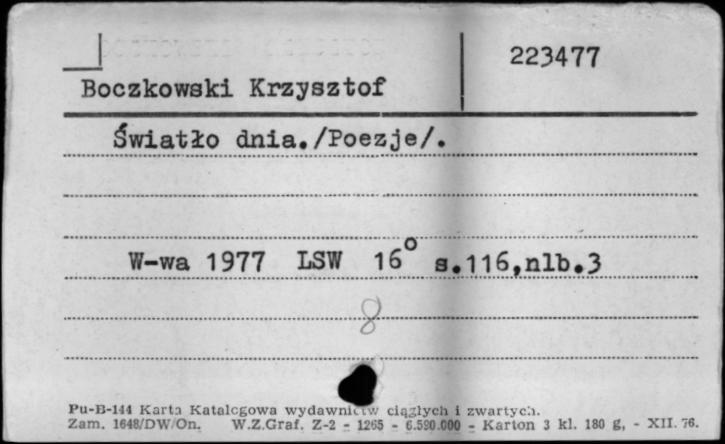 223477
Boczkowski Krzysztof
Światło dnia./Poezje/.
W-wa 1977 LSW 16° s.116,nlb.3
8
Pu-B-144 Karta Katalogowa wydawnictw ciągłych i zwartych.
Zam. 1648/DW/On. W.Z.Graf. Z-2 - 1265 - 6.590.000 - Karton 3 kl. 180 g, - XII. 76.